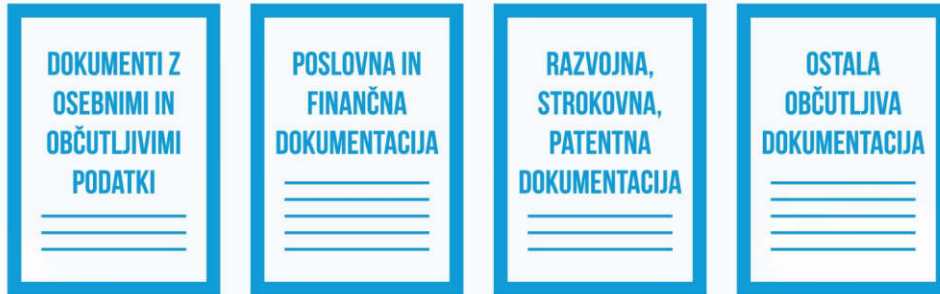 DOKUMENTI Z
OSEBNIMI IN
OBČUTLJIVIMI
PODATKI
POSLOVNA IN
FINANČNA
DOKUMENTACIJA
RAZVOJNA,
STROKOVNA,
PATENTNA
DOKUMENTACIJA
OSTALA
OBČUTLJIVA
DOKUMENTACIJA